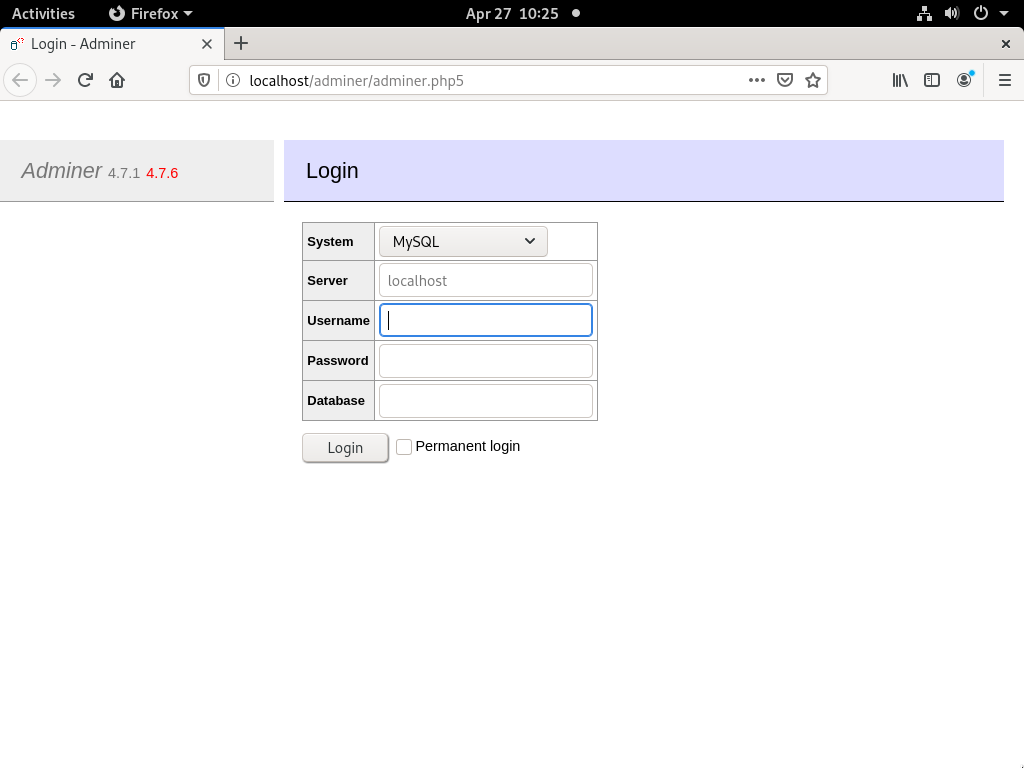 Activities Firefox Apr 27 10:25
Login - Adminer
localhost/adminer/adminer.php5
Adminer 4.7.1 4.7.6
Login
System MySQL
Server localhost
Username
Password
Database
Login Permanent login